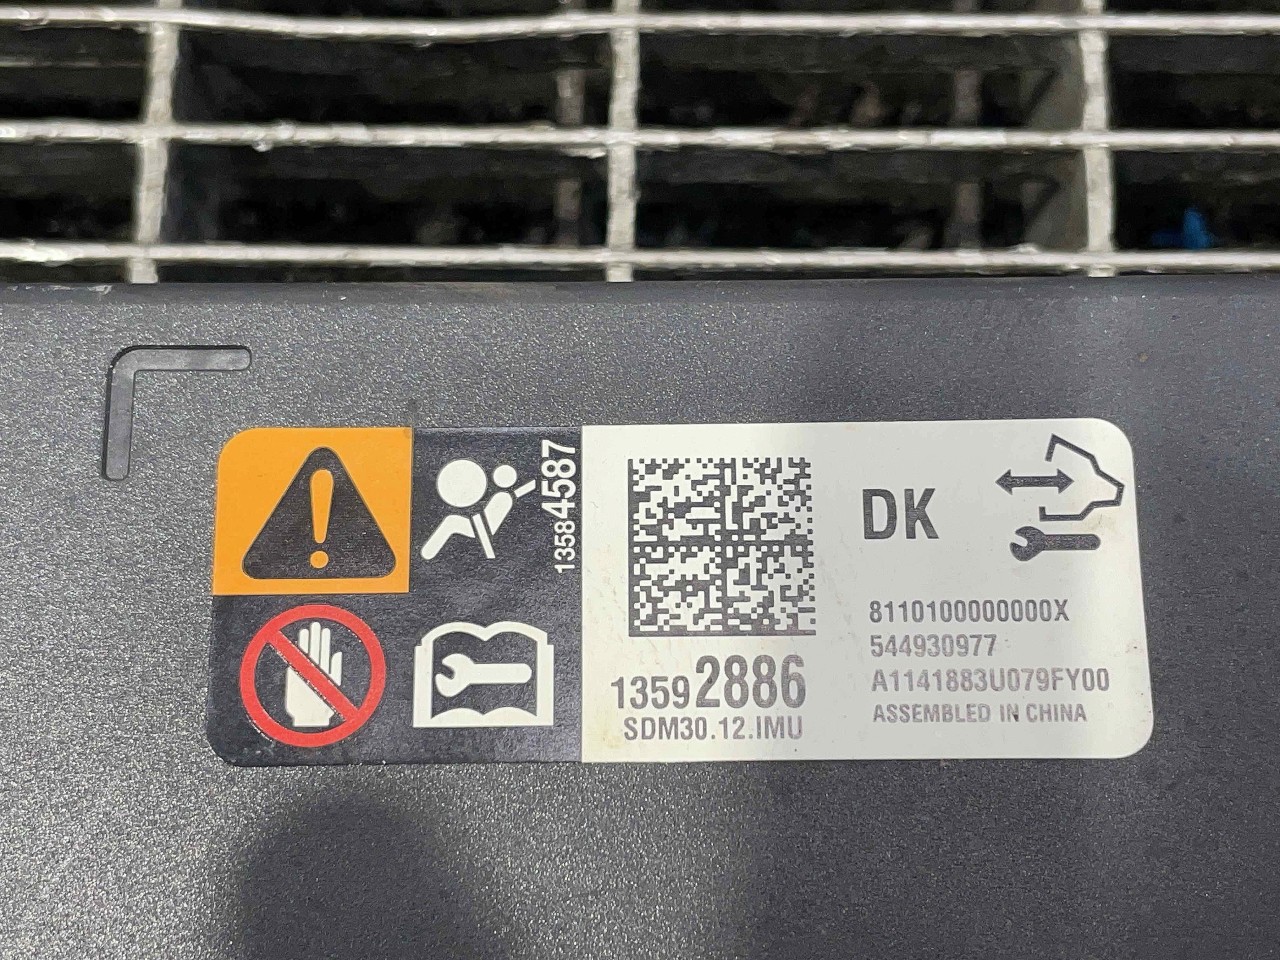 13584587
DK
8110100000000X
544930977
A1141883U079FY00
ASSEMBLED IN CHINA
13592886
SDM30.12.IMU